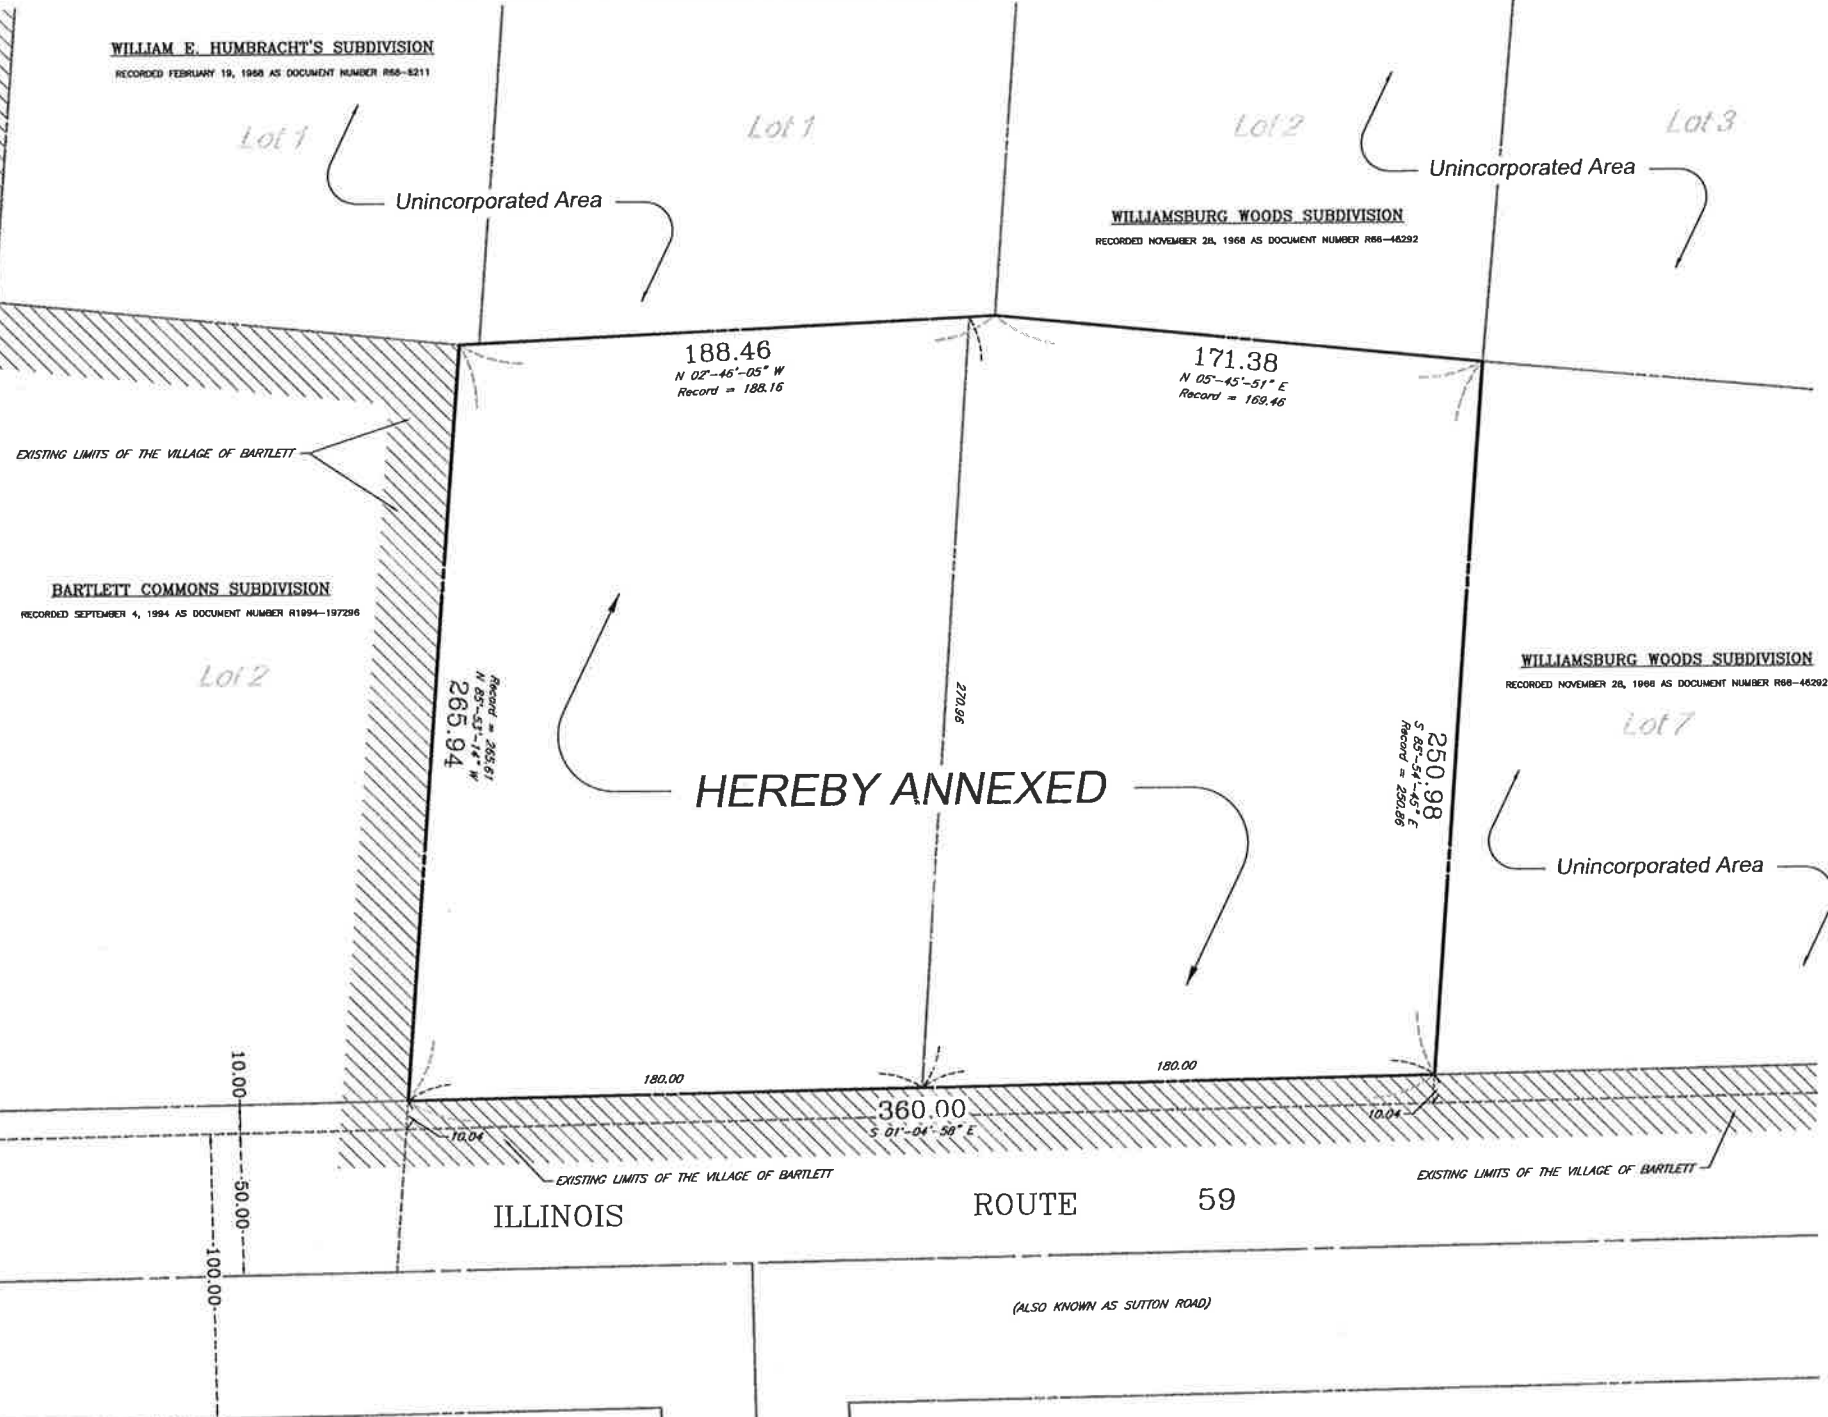 WILLIAM E. HUMBRACHT'S SUBDIVISION
RECORDED FEBRUARY 19, 1968 AS DOCUMENT NUMBER R68-6211
Lot 1
Unincorporated Area
Lot 1
Lot 2
Lot 3
Unincorporated Area
WILLIAMSBURG WOODS SUBDIVISION
RECORDED NOVEMBER 28, 1966 AS DOCUMENT NUMBER R66-46292
188.46
N 02°-46'-05" W
Record = 188.16
171.38
N 05°-45'-51" E
Record = 169.46
EXISTING LIMITS OF THE VILLAGE OF BARTLETT
BARTLETT COMMONS SUBDIVISION
RECORDED SEPTEMBER 4, 1994 AS DOCUMENT NUMBER R1994-197296
Lot 2
Record = 265.61
N 85°-53'-14" W
265.94
270.96
250.98
S 85°-54'-45" E
Record = 250.86
HEREBY ANNEXED
WILLIAMSBURG WOODS SUBDIVISION
RECORDED NOVEMBER 28, 1966 AS DOCUMENT NUMBER R66-46292
Lot 7
Unincorporated Area
10.00
180.00
180.00
360.00
S 01°-04'-58" E
10.04
10.04
EXISTING LIMITS OF THE VILLAGE OF BARTLETT
EXISTING LIMITS OF THE VILLAGE OF BARTLETT
50.00
100.00
ILLINOIS ROUTE 59
(ALSO KNOWN AS SUTTON ROAD)